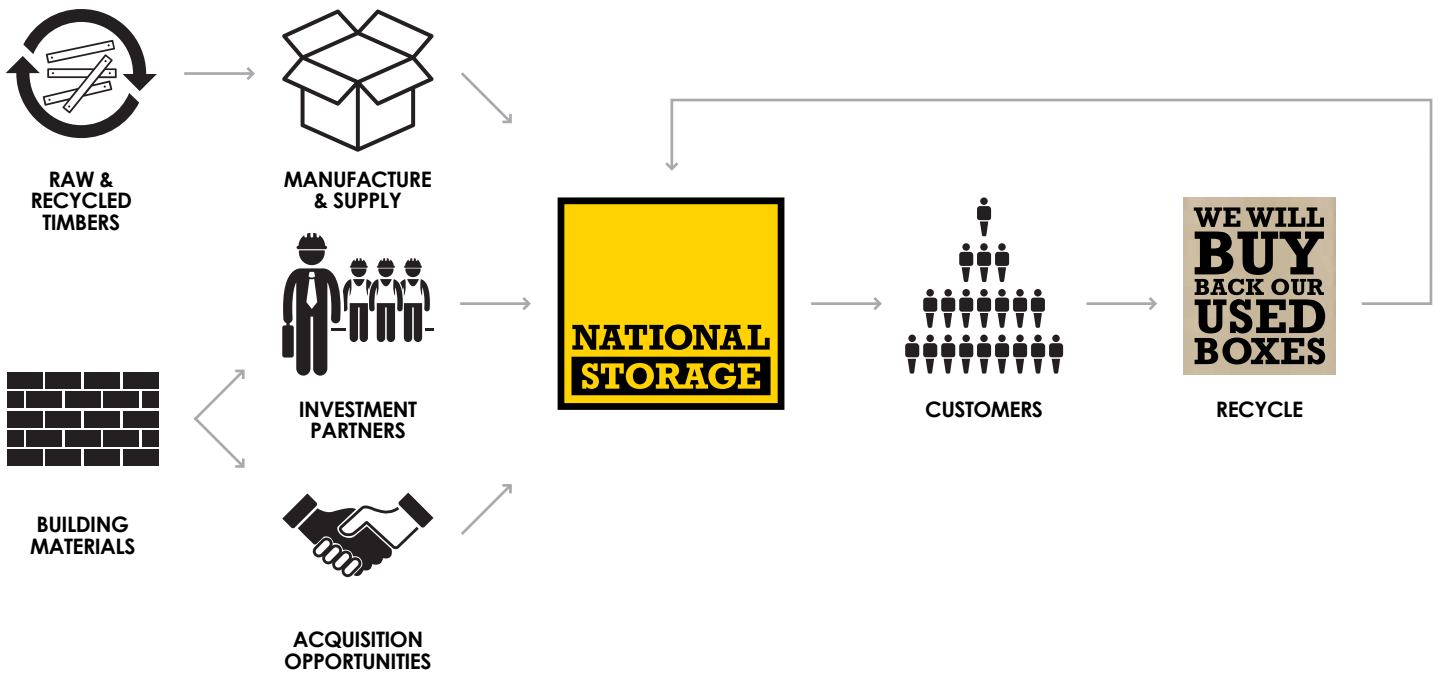 RAW &
RECYCLED
TIMBERS
MANUFACTURE
& SUPPLY
INVESTMENT
PARTNERS
BUILDING
MATERIALS
ACQUISITION
OPPORTUNITIES
NATIONAL
STORAGE
CUSTOMERS
WE WILL
BUY
BACK OUR
USED
BOXES
RECYCLE